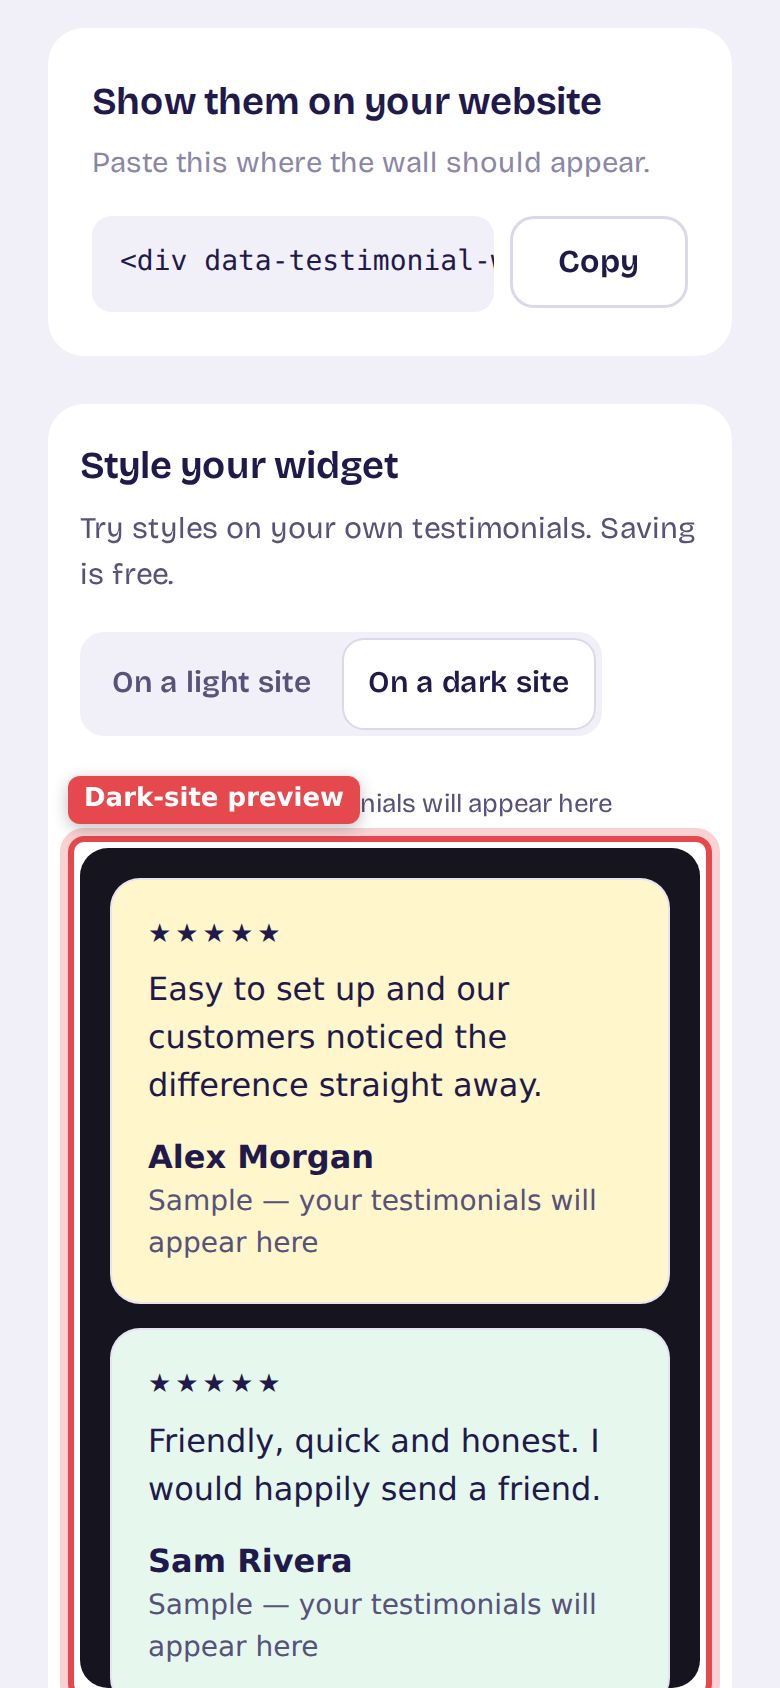 Show them on your website
Paste this where the wall should appear.
<div data-testimonial-
Copy
Style your widget
Try styles on your own testimonials. Saving
is free.
On a light site
On a dark site
Dark-site preview
nials will appear here
★★★★★
Easy to set up and our
customers noticed the
difference straight away.
Alex Morgan
Sample — your testimonials will
appear here
★★★★★
Friendly, quick and honest. I
would happily send a friend.
Sam Rivera
Sample — your testimonials will
appear here